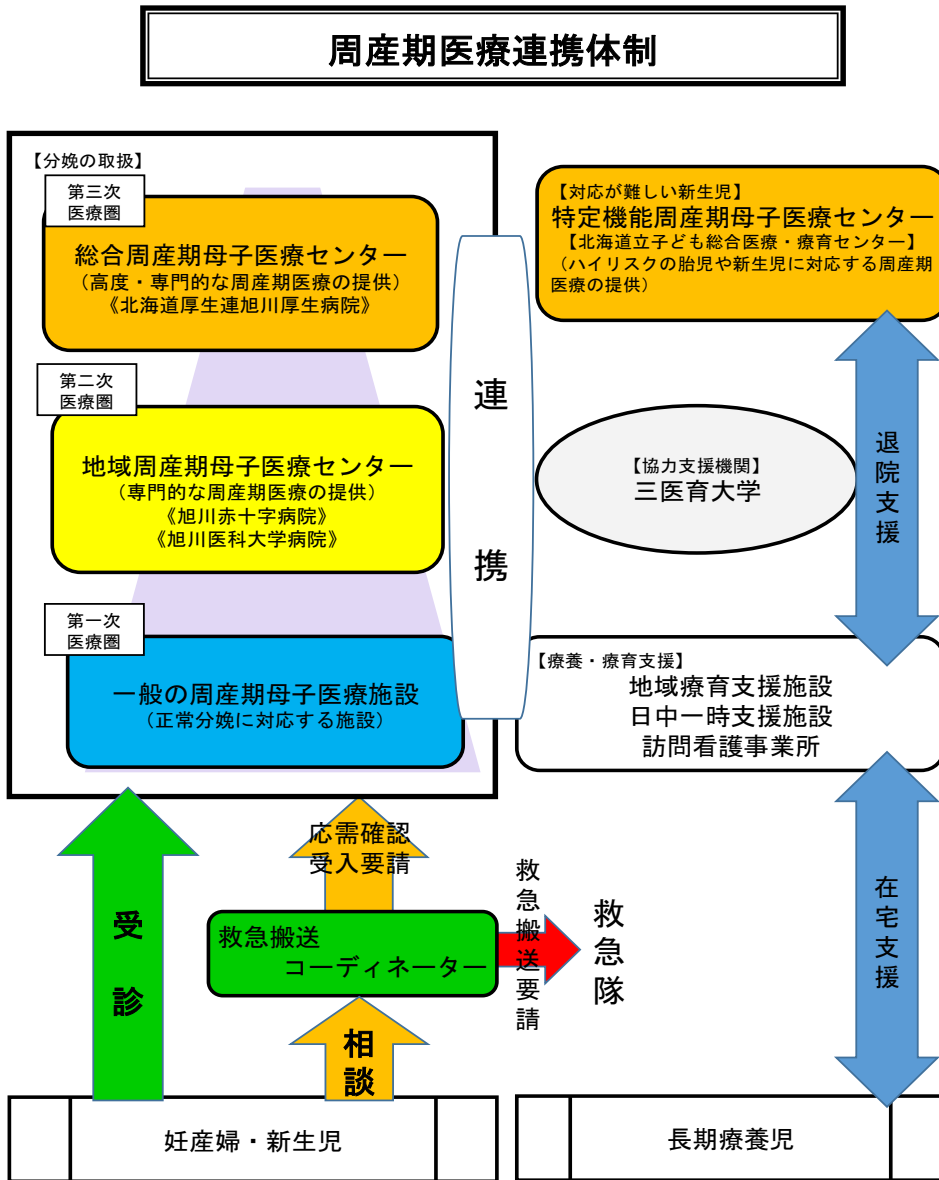 周産期医療連携体制
【分娩の取扱】
第三次
医療圏
総合周産期母子医療センター
（高度・専門的な周産期医療の提供）
《北海道厚生連旭川厚生病院》
第二次
医療圏
地域周産期母子医療センター
（専門的な周産期医療の提供）
《旭川赤十字病院》
《旭川医科大学病院》
第一次
医療圏
一般の周産期母子医療施設
（正常分娩に対応する施設）
連携
【対応が難しい新生児】
特定機能周産期母子医療センター
【北海道立子ども総合医療・療育センター】
（ハイリスクの胎児や新生児に対応する周産期
医療の提供）
【協力支援機関】
三医育大学
退院支援
【療養・療育支援】
地域療育支援施設
日中一時支援施設
訪問看護事業所
応需確認
受入要請
受診
救急搬送
コーディネーター
救急搬送要請
救急隊
相談
在宅支援
妊産婦・新生児
長期療養児